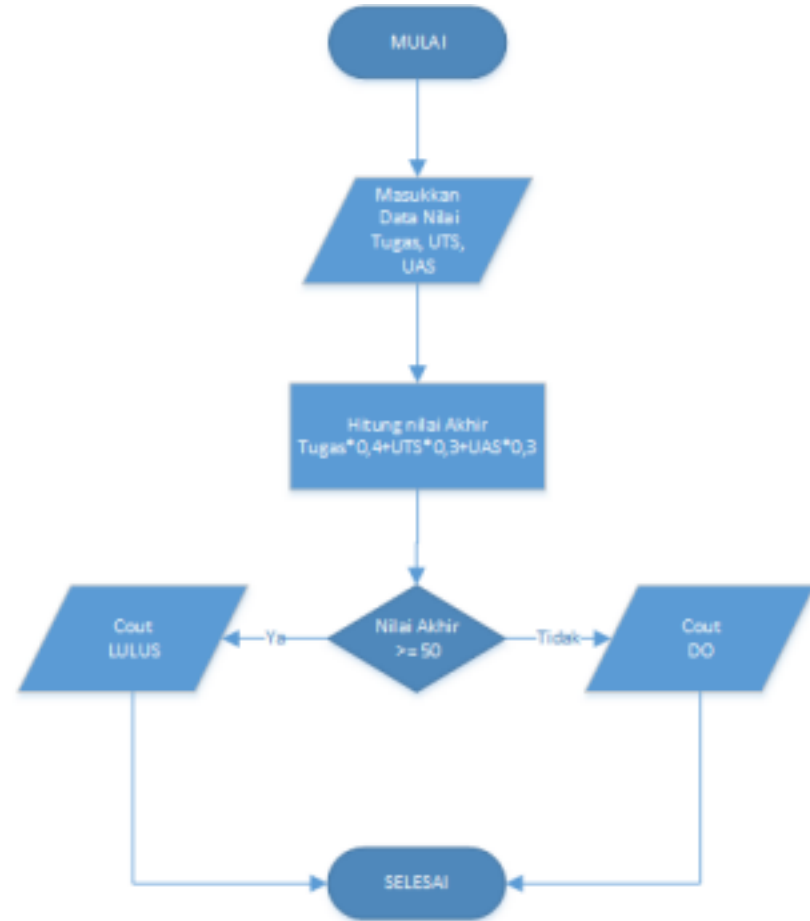 MULAI
Masukkan
Data Nilai
Tugas, UTS,
UAS
Hitung nilai Akhir
Tugas*0,4+UTS*0,3+UAS*0,3
Nilai Akhir
>= 50
Ya
Tidak
Cout
LULUS
Cout
DO
SELESAI